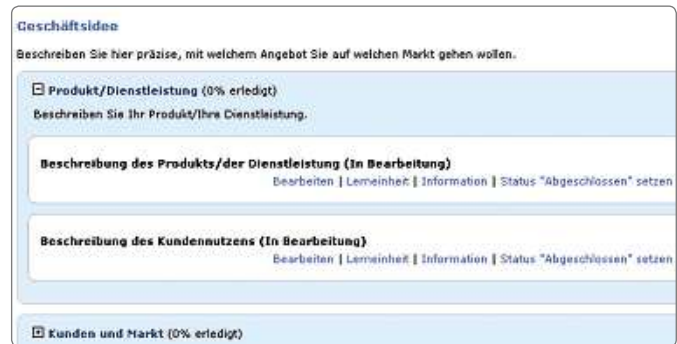 Geschäftsidee
Beschreiben Sie hier präzise, mit welchem Angebot Sie auf welchen Markt gehen wollen.
Produkt/Dienstleistung (0% erledigt)
Beschreiben Sie Ihr Produkt/Ihre Dienstleistung.
Beschreibung des Produkts/der Dienstleistung (In Bearbeitung)
Bearbeiten | Lerneinheit | Information | Status "Abgeschlossen" setzen
Beschreibung des Kundennutzens (In Bearbeitung)
Bearbeiten | Lerneinheit | Information | Status "Abgeschlossen" setzen
Kunden und Markt (0% erledigt)